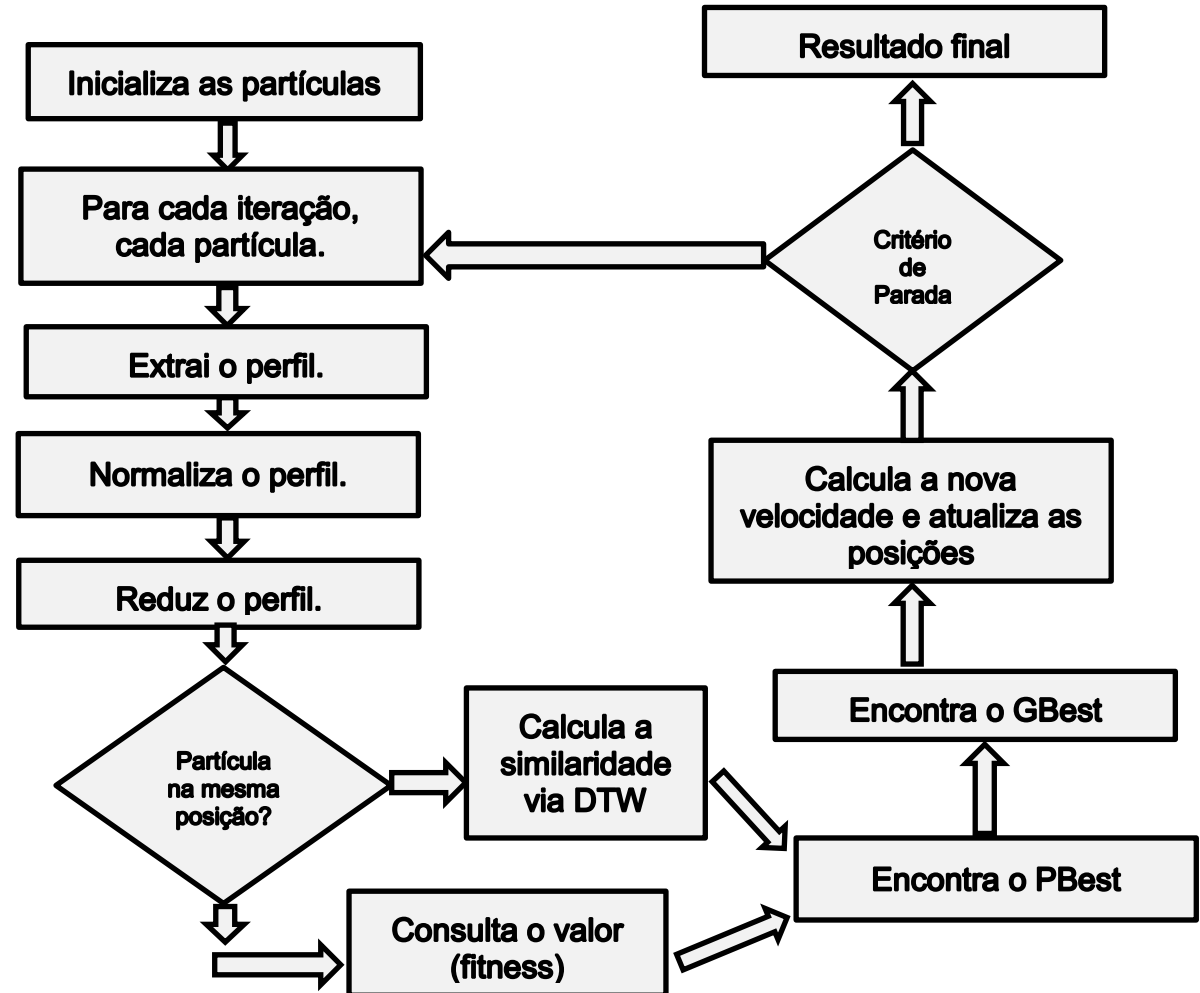 Inicializa as partículas
Para cada iteração,
cada partícula.
Extrai o perfil.
Normaliza o perfil.
Reduz o perfil.
Partícula
na mesma
posição?
Calcula a
similaridade
via DTW
Consulta o valor
(fitness)
Encontra o PBest
Encontra o GBest
Calcula a nova
velocidade e atualiza as
posições
Critério
de
Parada
Resultado final